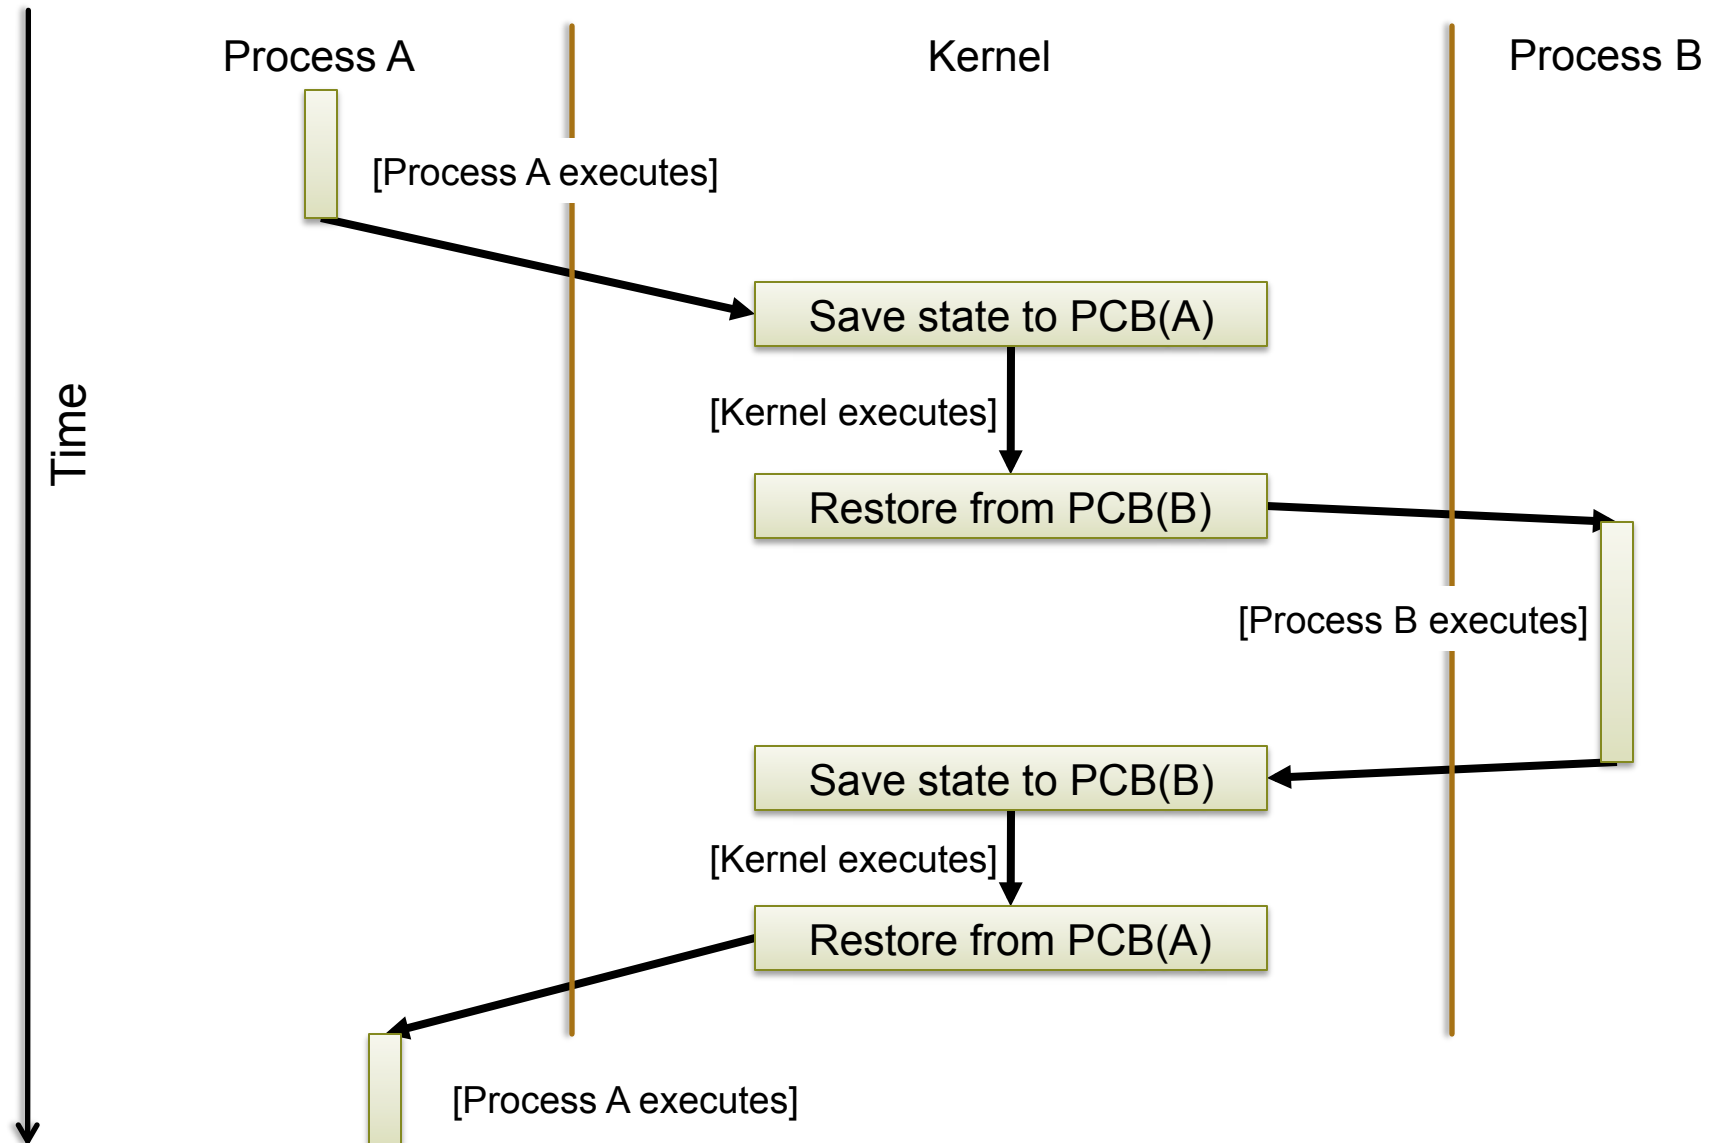 Process A
Kernel
Process B
[Process A executes]
Save state to PCB(A)
[Kernel executes]
Time
Restore from PCB(B)
[Process B executes]
Save state to PCB(B)
[Kernel executes]
Restore from PCB(A)
[Process A executes]